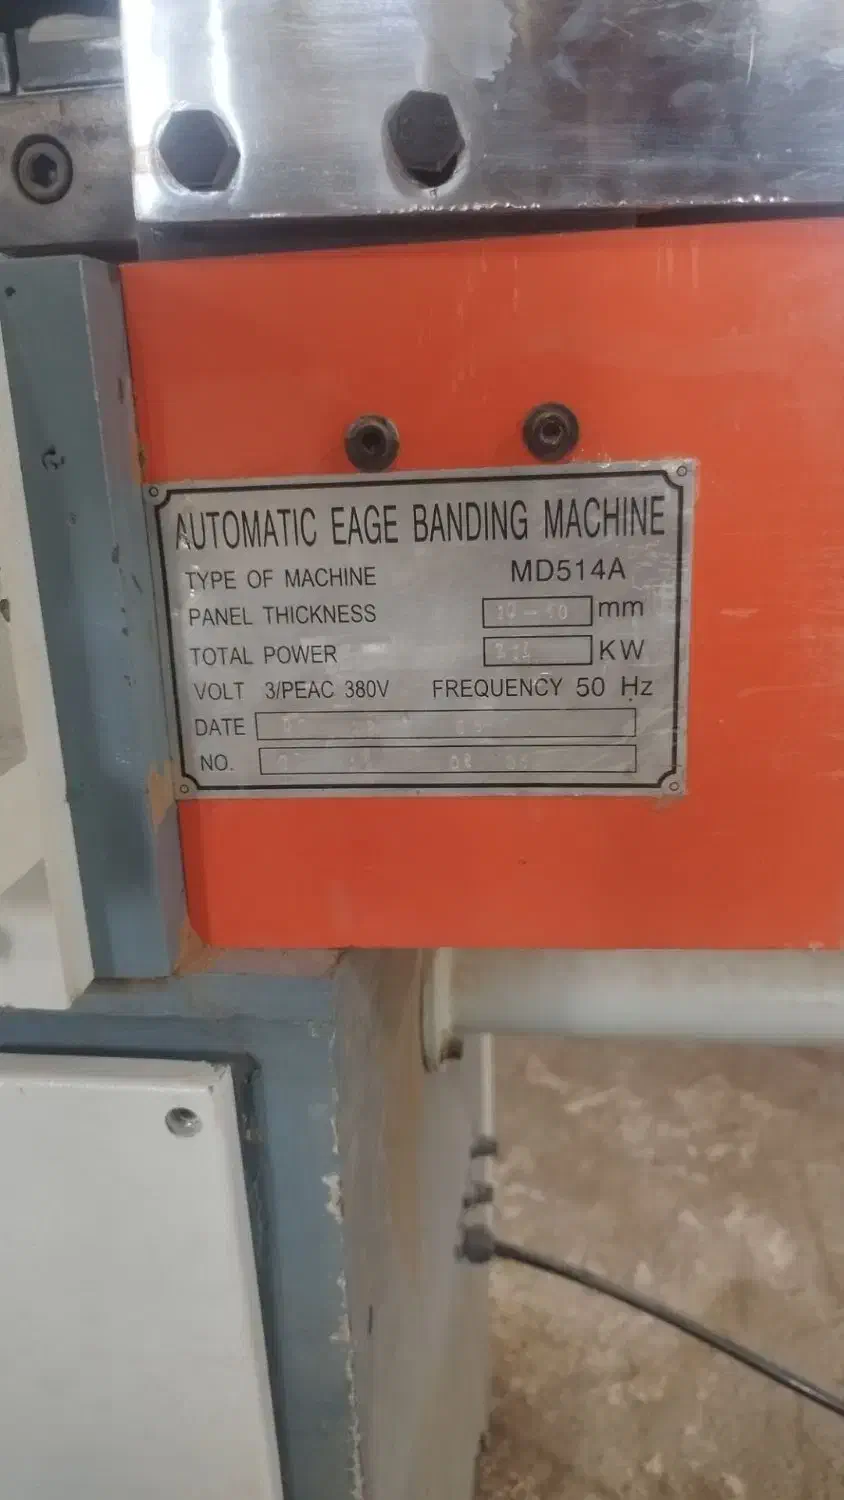 AUTOMATIC EAGE BANDING MACHINE
TYPE OF MACHINE MD514A
PANEL THICKNESS mm
TOTAL POWER KW
VOLT 3/PEAC 380V FREQUENCY 50 Hz
DATE
NO.